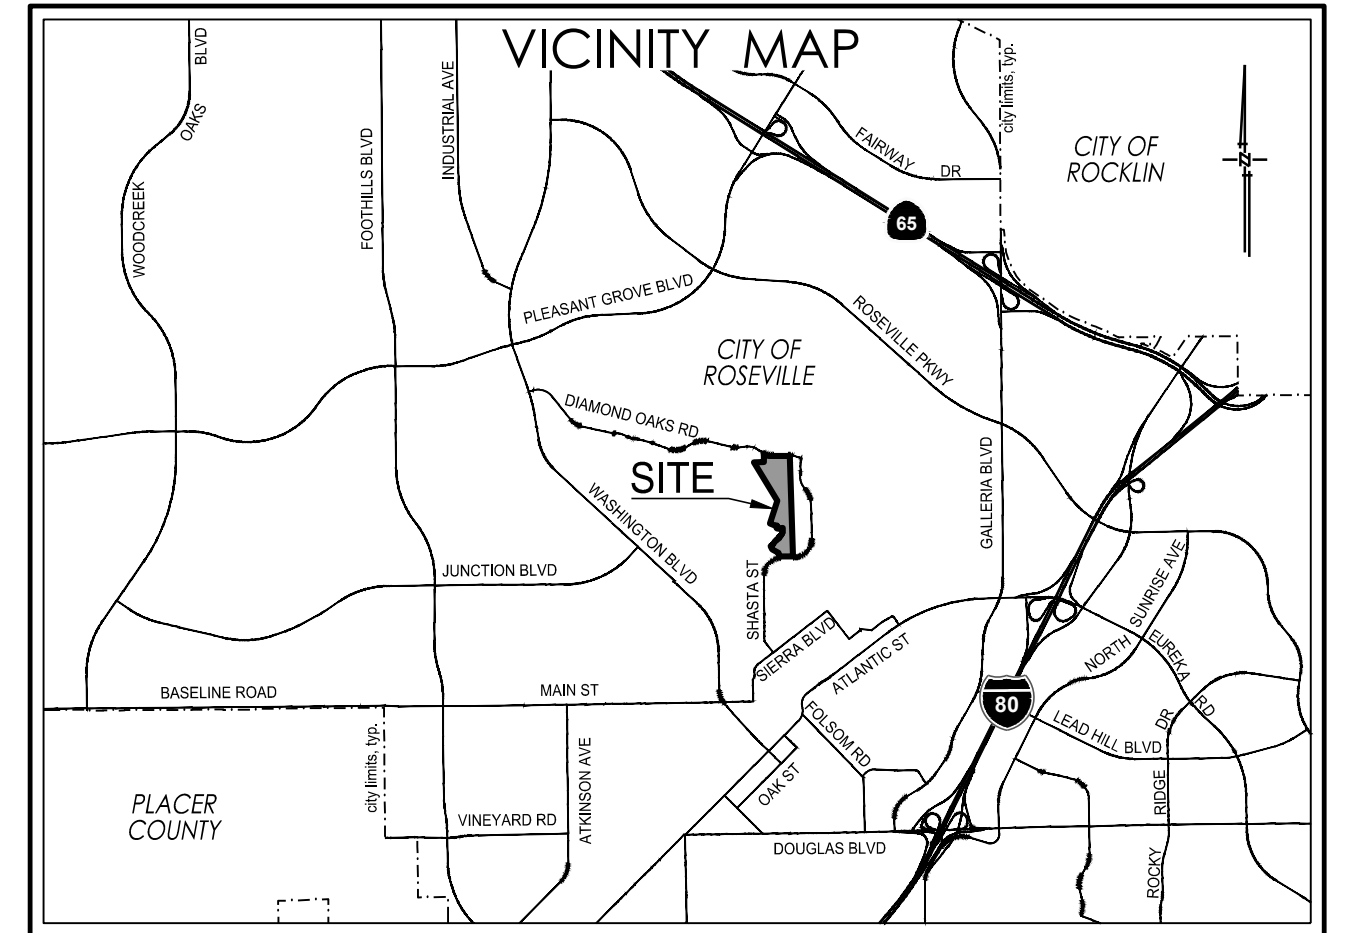 VICINITY MAP
BLVD
OAKS
WOODCREEK
FOOTHILLS BLVD
INDUSTRIAL AVE
city limits, typ.
FAIRWAY
DR
CITY OF
ROCKLIN
N
65
PLEASANT GROVE BLVD
ROSEVILLE PKWY
CITY OF
ROSEVILLE
DIAMOND OAKS RD
SITE
WASHINGTON BLVD
GALLERIA BLVD
JUNCTION BLVD
SHASTA ST
SIERRA BLVD
ATLANTIC ST
NORTH SUNRISE AVE
EUREKA RD
BASELINE ROAD
MAIN ST
80
FOLSOM RD
LEAD HILL BLVD
city limits, typ.
ATKINSON AVE
OAK ST
PLACER
COUNTY
VINEYARD RD
DOUGLAS BLVD
ROCKY RIDGE DR